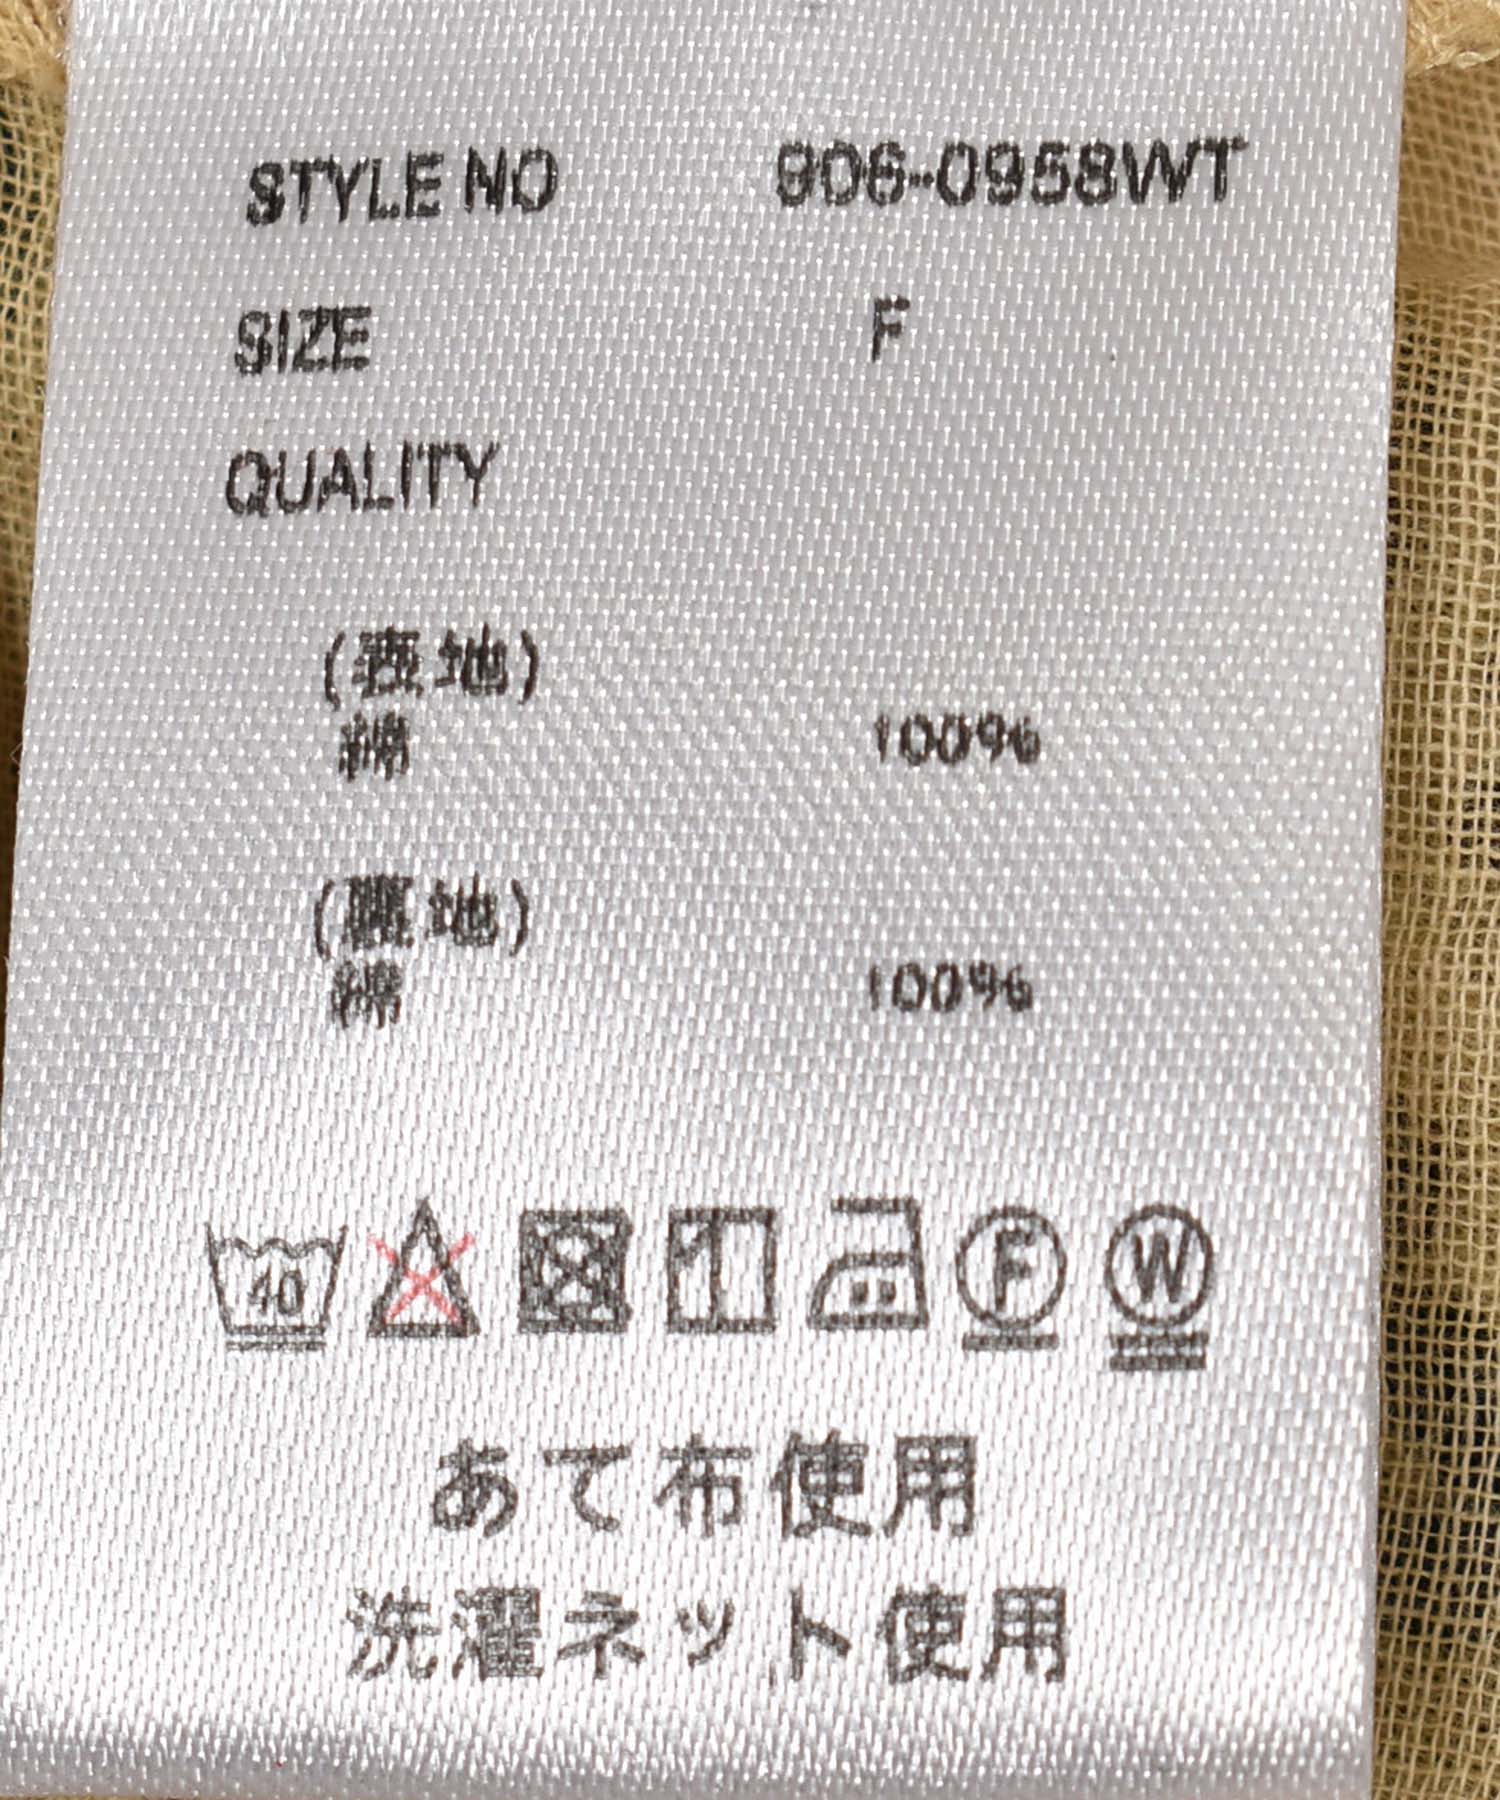 STYLE NO 906-0958WT
SIZE F
QUALITY
(表地)
綿 100%
(裏地)
綿 100%
40 F W
あて布使用
洗濯ネット使用